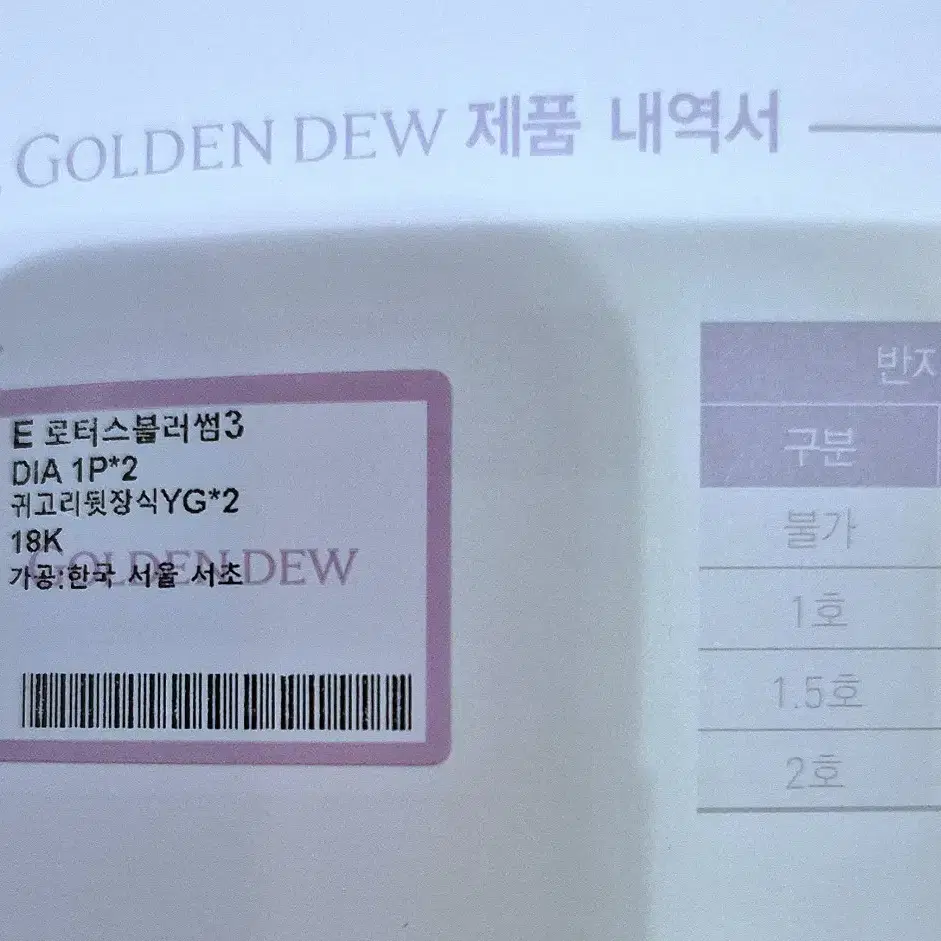 GOLDEN DEW 제품 내역서
E 로터스블러썸3
DIA 1P*2
귀고리뒷장식YG*2
18K
GOLDEN DEW
가공:한국 서울 서초
구분
불가
1호
1.5호
2호